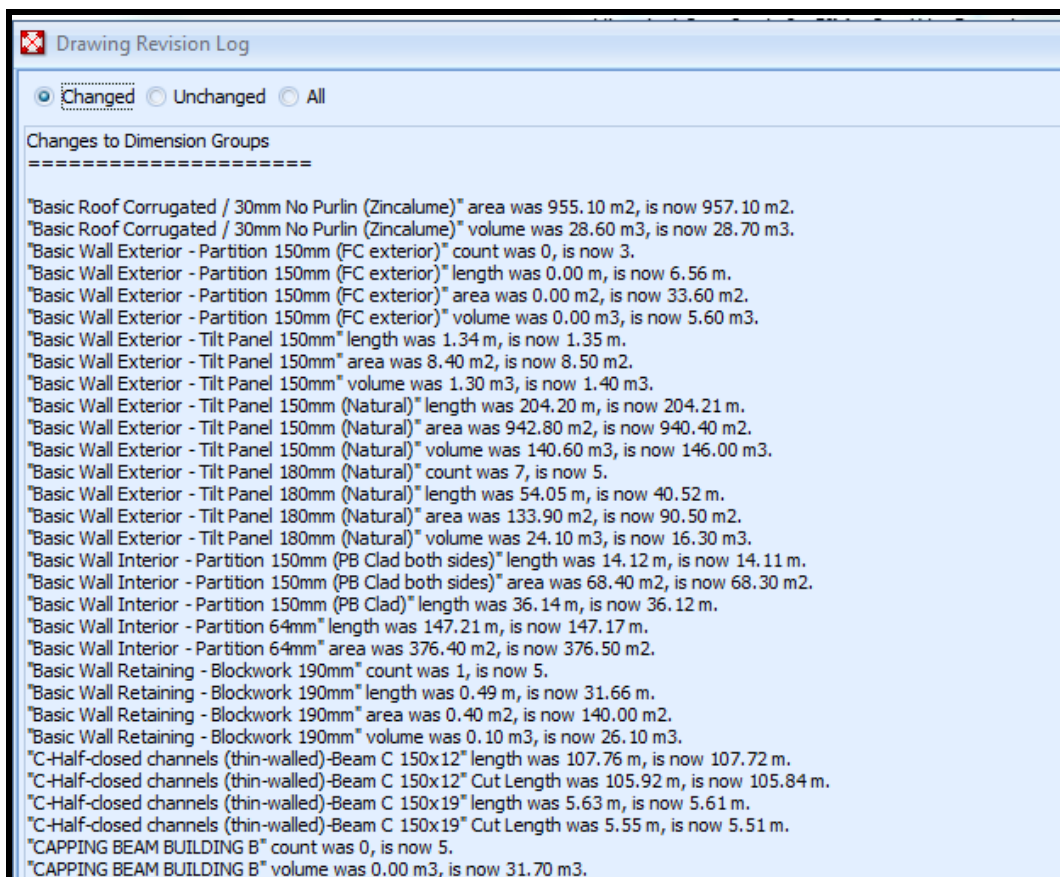 Drawing Revision Log
Changed Unchanged All
Changes to Dimension Groups
=====================
"Basic Roof Corrugated / 30mm No Purlin (Zincalume)" area was 955.10 m2, is now 957.10 m2.
"Basic Roof Corrugated / 30mm No Purlin (Zincalume)" volume was 28.60 m3, is now 28.70 m3.
"Basic Wall Exterior - Partition 150mm (FC exterior)" count was 0, is now 3.
"Basic Wall Exterior - Partition 150mm (FC exterior)" length was 0.00 m, is now 6.56 m.
"Basic Wall Exterior - Partition 150mm (FC exterior)" area was 0.00 m2, is now 33.60 m2.
"Basic Wall Exterior - Partition 150mm (FC exterior)" volume was 0.00 m3, is now 5.60 m3.
"Basic Wall Exterior - Tilt Panel 150mm" length was 1.34 m, is now 1.35 m.
"Basic Wall Exterior - Tilt Panel 150mm" area was 8.40 m2, is now 8.50 m2.
"Basic Wall Exterior - Tilt Panel 150mm" volume was 1.30 m3, is now 1.40 m3.
"Basic Wall Exterior - Tilt Panel 150mm (Natural)" length was 204.20 m, is now 204.21 m.
"Basic Wall Exterior - Tilt Panel 150mm (Natural)" area was 942.80 m2, is now 940.40 m2.
"Basic Wall Exterior - Tilt Panel 150mm (Natural)" volume was 140.60 m3, is now 146.00 m3.
"Basic Wall Exterior - Tilt Panel 180mm (Natural)" count was 7, is now 5.
"Basic Wall Exterior - Tilt Panel 180mm (Natural)" length was 54.05 m, is now 40.52 m.
"Basic Wall Exterior - Tilt Panel 180mm (Natural)" area was 133.90 m2, is now 90.50 m2.
"Basic Wall Exterior - Tilt Panel 180mm (Natural)" volume was 24.10 m3, is now 16.30 m3.
"Basic Wall Interior - Partition 150mm (PB Clad both sides)" length was 14.12 m, is now 14.11 m.
"Basic Wall Interior - Partition 150mm (PB Clad both sides)" area was 68.40 m2, is now 68.30 m2.
"Basic Wall Interior - Partition 150mm (PB Clad)" length was 36.14 m, is now 36.12 m.
"Basic Wall Interior - Partition 64mm" length was 147.21 m, is now 147.17 m.
"Basic Wall Interior - Partition 64mm" area was 376.40 m2, is now 376.50 m2.
"Basic Wall Retaining - Blockwork 190mm" count was 1, is now 5.
"Basic Wall Retaining - Blockwork 190mm" length was 0.49 m, is now 31.66 m.
"Basic Wall Retaining - Blockwork 190mm" area was 0.40 m2, is now 140.00 m2.
"Basic Wall Retaining - Blockwork 190mm" volume was 0.10 m3, is now 26.10 m3.
"C-Half-closed channels (thin-walled)-Beam C 150x12" length was 107.76 m, is now 107.72 m.
"C-Half-closed channels (thin-walled)-Beam C 150x12" Cut Length was 105.92 m, is now 105.84 m.
"C-Half-closed channels (thin-walled)-Beam C 150x19" length was 5.63 m, is now 5.61 m.
"C-Half-closed channels (thin-walled)-Beam C 150x19" Cut Length was 5.55 m, is now 5.51 m.
"CAPPING BEAM BUILDING B" count was 0, is now 5.
"CAPPING BEAM BUILDING B" volume was 0.00 m3, is now 31.70 m3.